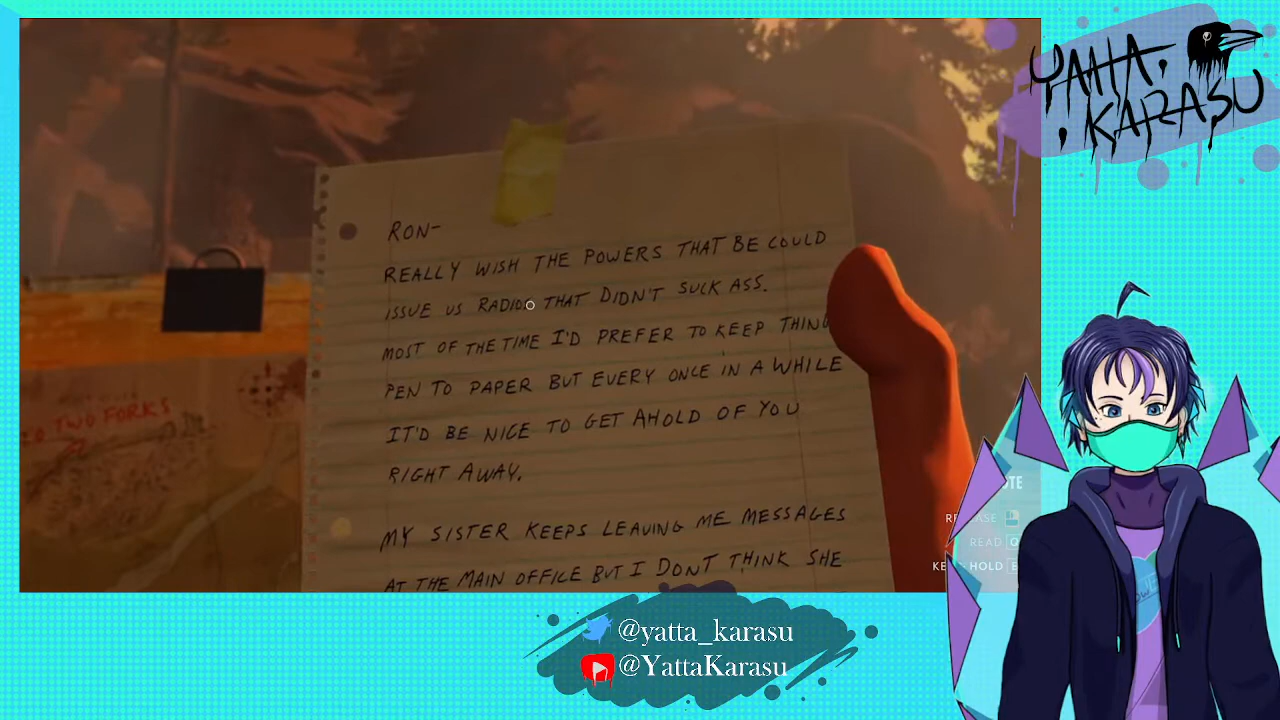 YATTA.
KARASU
RON-
REALLY WISH THE POWERS THAT BE COULD
ISSUE US RADIOS THAT DIDN'T SUCK ASS.
MOST OF THE TIME I'D PREFER TO KEEP THING
PEN TO PAPER BUT EVERY ONCE IN A WHILE
IT'D BE NICE TO GET AHOLD OF YOU
RIGHT AWAY.
MY SISTER KEEPS LEAVING ME MESSAGES
AT THE MAIN OFFICE BUT I DONT THINK SHE
TWO FORKS
READ
HOLD
@yatta_karasu
@YattaKarasu